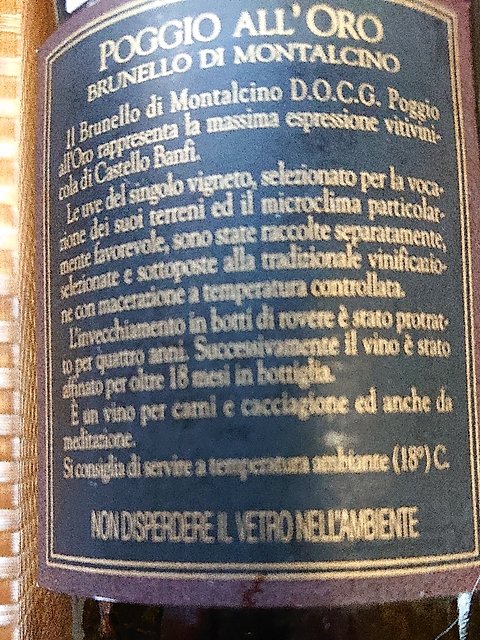 POGGIO ALL'ORO
BRUNELLO DI MONTALCINO
Il Brunello di Montalcino D.O.C.G. Poggio
all'Oro rappresenta la massima espressione vitivini-
cola di Castello Banfi.
Le uve del singolo vigneto, selezionato per la voca-
zione dei suoi terreni ed il microclima particolar-
mente favorevole, sono state raccolte separatamente,
selezionate e sottoposte alla tradizionale vinificazio-
ne con macerazione a temperatura controllata.
L'invecchiamento in botti di rovere è stato protrat-
to per quattro anni. Successivamente il vino è stato
affinato per oltre 18 mesi in bottiglia.
È un vino per carni e cacciagione ed anche da
meditazione.
Si consiglia di servire a temperatura ambiante (18°) C.
NON DISPERDERE IL VETRO NELL'AMBIENTE